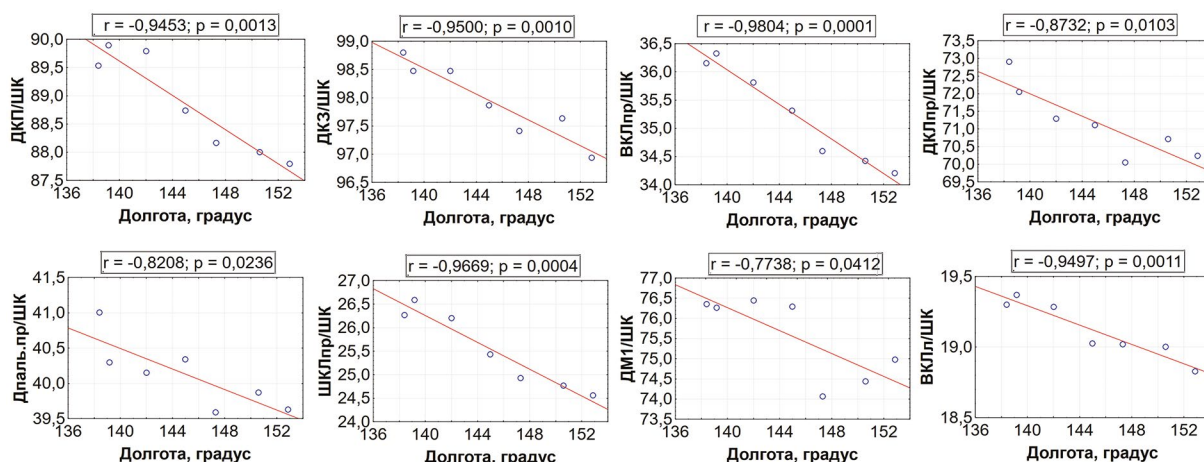 r = -0,9453; p = 0,0013
ДКП/ШК
90,0
89,5
89,0
88,5
88,0
87,5
136 140 144 148 152
Долгота, градус
r = -0,9500; p = 0,0010
ДКЗ/ШК
99,0
98,5
98,0
97,5
97,0
96,5
136 140 144 148 152
Долгота, градус
r = -0,9804; p = 0,0001
ВКЛпр/ШК
36,5
36,0
35,5
35,0
34,5
34,0
136 140 144 148 152
Долгота, градус
r = -0,8732; p = 0,0103
ДКЛпр/ШК
73,5
73,0
72,5
72,0
71,5
71,0
70,5
70,0
69,5
136 140 144 148 152
Долгота, градус
r = -0,8208; p = 0,0236
Дпаль.пр/ШК
41,5
41,0
40,5
40,0
39,5
136 140 144 148 152
Долгота, градус
r = -0,9669; p = 0,0004
ШКЛпр/ШК
27,0
26,5
26,0
25,5
25,0
24,5
24,0
136 140 144 148 152
Долгота, градус
r = -0,7738; p = 0,0412
ДМ1/ШК
77,0
76,5
76,0
75,5
75,0
74,5
74,0
73,5
136 140 144 148 152
Долгота, градус
r = -0,9497; p = 0,0011
ВКЛл/ШК
19,5
19,0
18,5
136 140 144 148 152
Долгота, градус